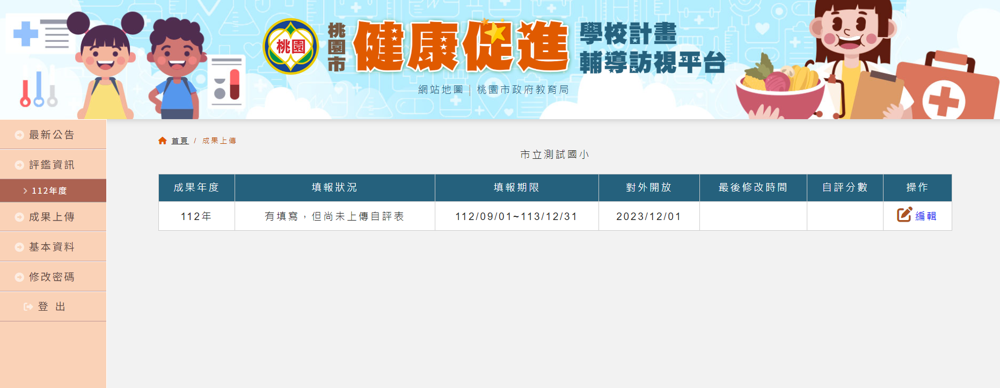 桃園
桃園市
健康促進
學校計畫
輔導訪視平台
網站地圖｜桃園市政府教育局
最新公告
評鑑資訊
112年度
成果上傳
基本資料
修改密碼
登 出
首頁 / 成果上傳
市立測試國小
成果年度 填報狀況 填報期限 對外開放 最後修改時間 自評分數 操作
112年 有填寫，但尚未上傳自評表 112/09/01~113/12/31 2023/12/01 編輯